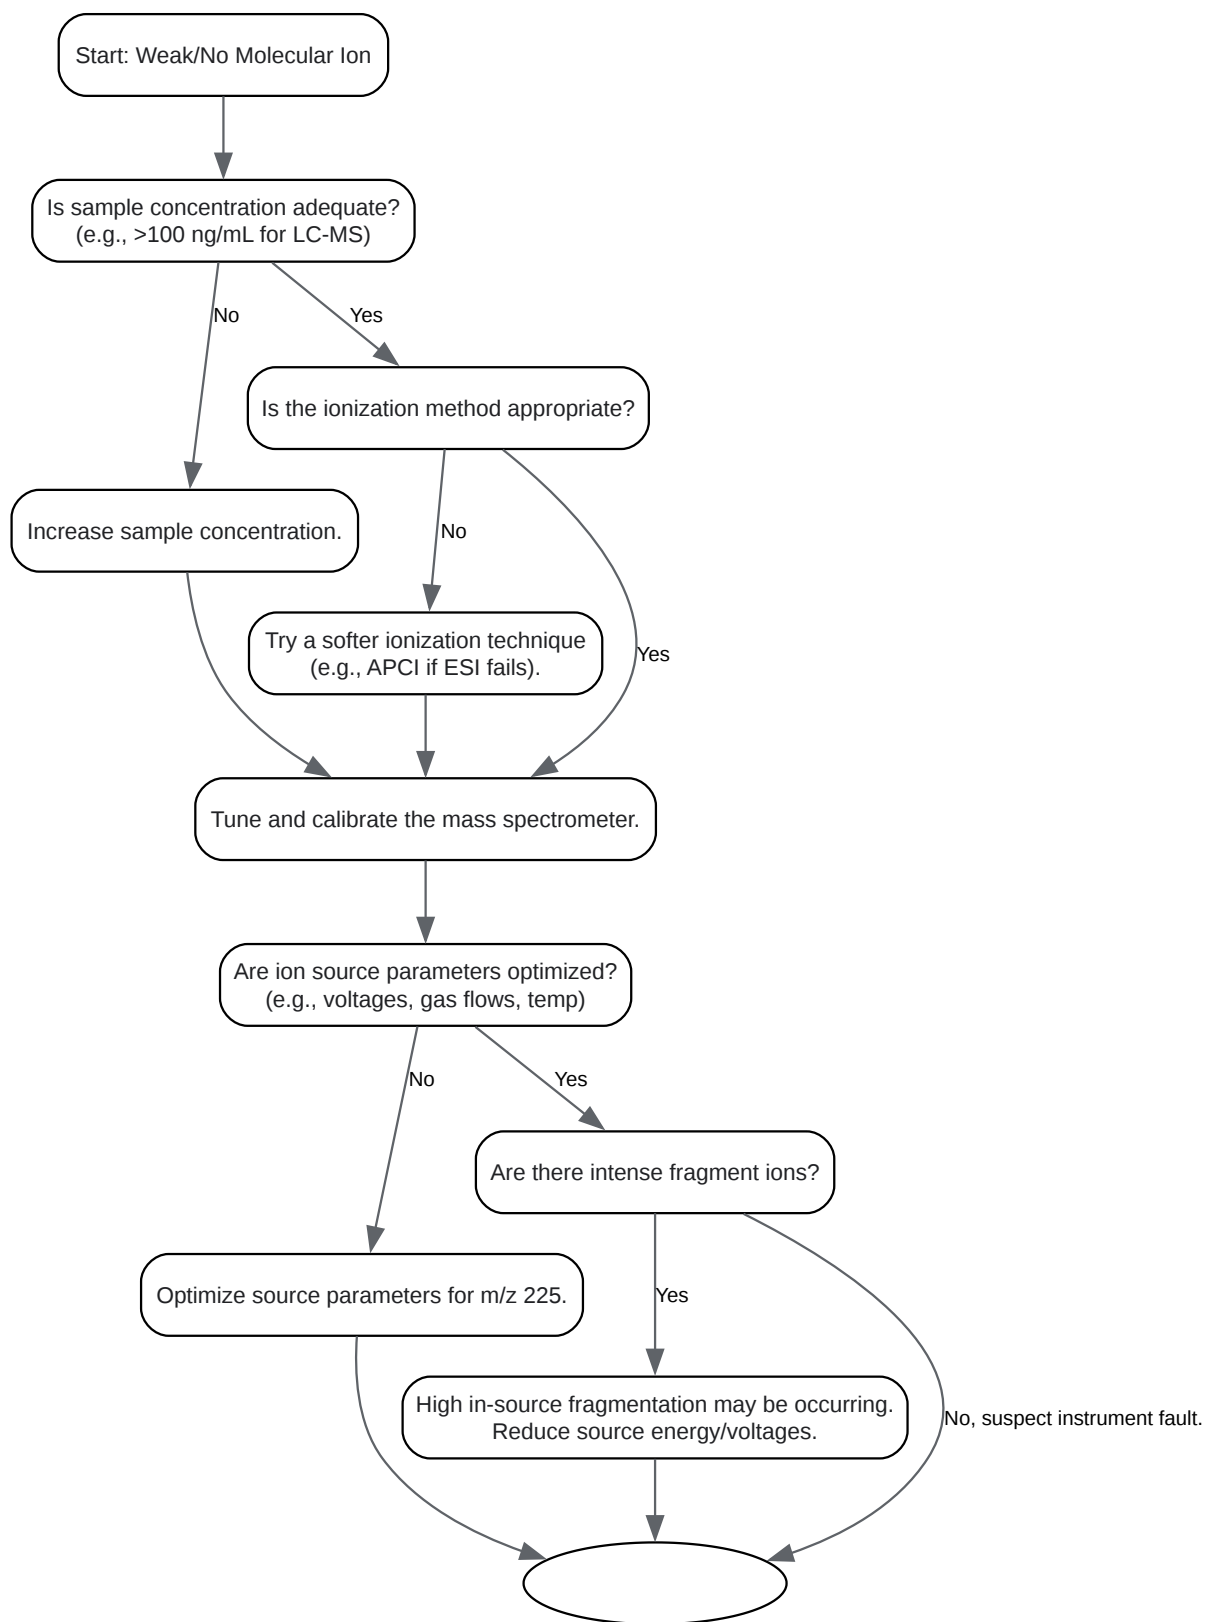 Start: Weak/No Molecular Ion
Is sample concentration adequate?
(e.g., >100 ng/mL for LC-MS)
No
Yes
Is the ionization method appropriate?
Increase sample concentration.
No
Try a softer ionization technique
(e.g., APCI if ESI fails).
Yes
Tune and calibrate the mass spectrometer.
Are ion source parameters optimized?
(e.g., voltages, gas flows, temp)
No
Yes
Are there intense fragment ions?
Optimize source parameters for m/z 225.
Yes
High in-source fragmentation may be occurring.
Reduce source energy/voltages.
No, suspect instrument fault.